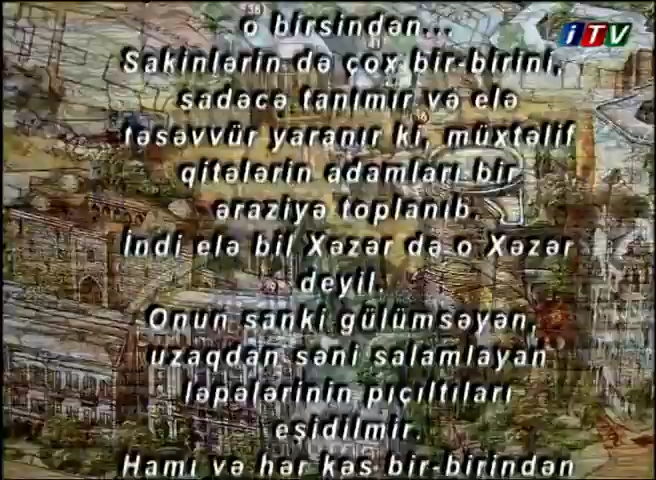 o birsindən...
iTV
Sakinlərin də çox bir-birini,
sadəcə tanımır və elə
təsəvvür yaranır ki, müxtəlif
qitələrin adamları bir
əraziyə toplanıb.
İndi elə bil Xəzər də o Xəzər
deyil.
Onun sanki gülümsəyən,
uzaqdan səni salamlayan
ləpələrinin pıçıltıları
eşidilmir.
Hamı və hər kəs bir-birindən